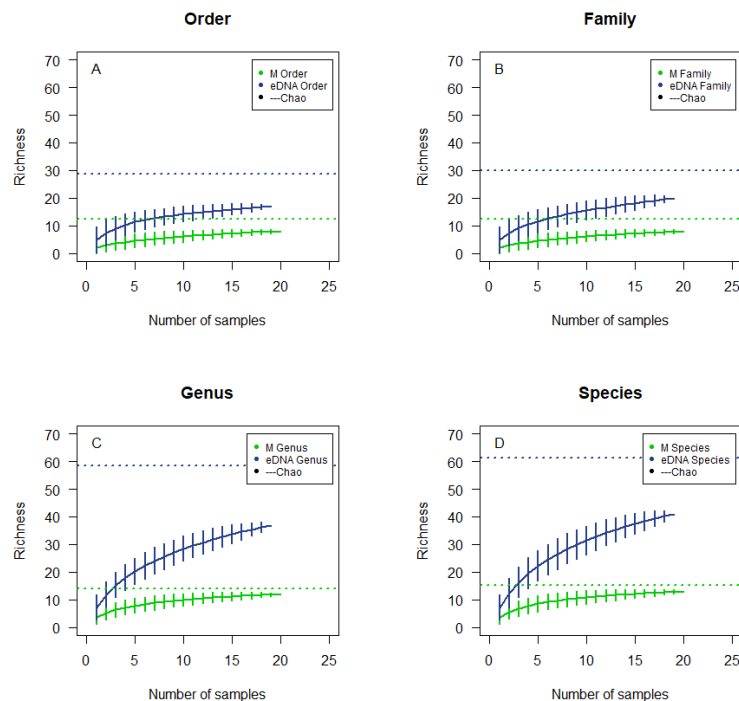 Order
A
M Order
eDNA Order
---Chao
Richness
70
60
50
40
30
20
10
0
0 5 10 15 20 25
Number of samples
Family
B
M Family
eDNA Family
---Chao
Richness
70
60
50
40
30
20
10
0
0 5 10 15 20 25
Number of samples
Genus
C
M Genus
eDNA Genus
---Chao
Richness
70
60
50
40
30
20
10
0
0 5 10 15 20 25
Number of samples
Species
D
M Species
eDNA Species
---Chao
Richness
70
60
50
40
30
20
10
0
0 5 10 15 20 25
Number of samples